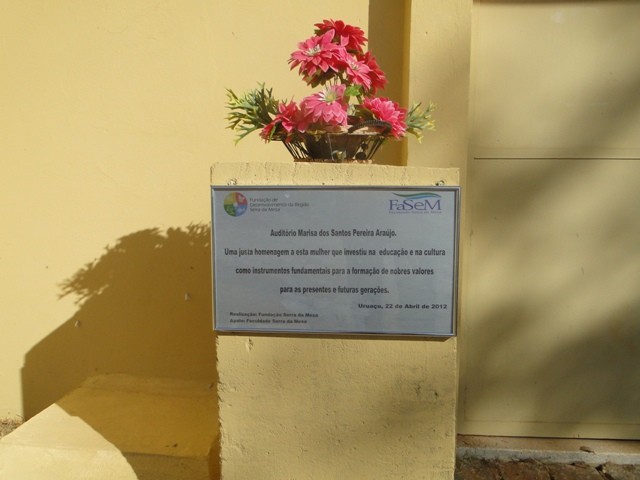 Fundação de
Desenvolvimento da Região
Serra da Mesa
FaSeM
Auditório Marisa dos Santos Pereira Araújo.
Uma justa homenagem a esta mulher que investiu na educação e na cultura
como instrumentos fundamentais para a formação de nobres valores
para as presentes e futuras gerações.
Uruaçu, 22 de Abril de 2012
Realização: Fundação Serra da Mesa
Apoio: Faculdade Serra da Mesa